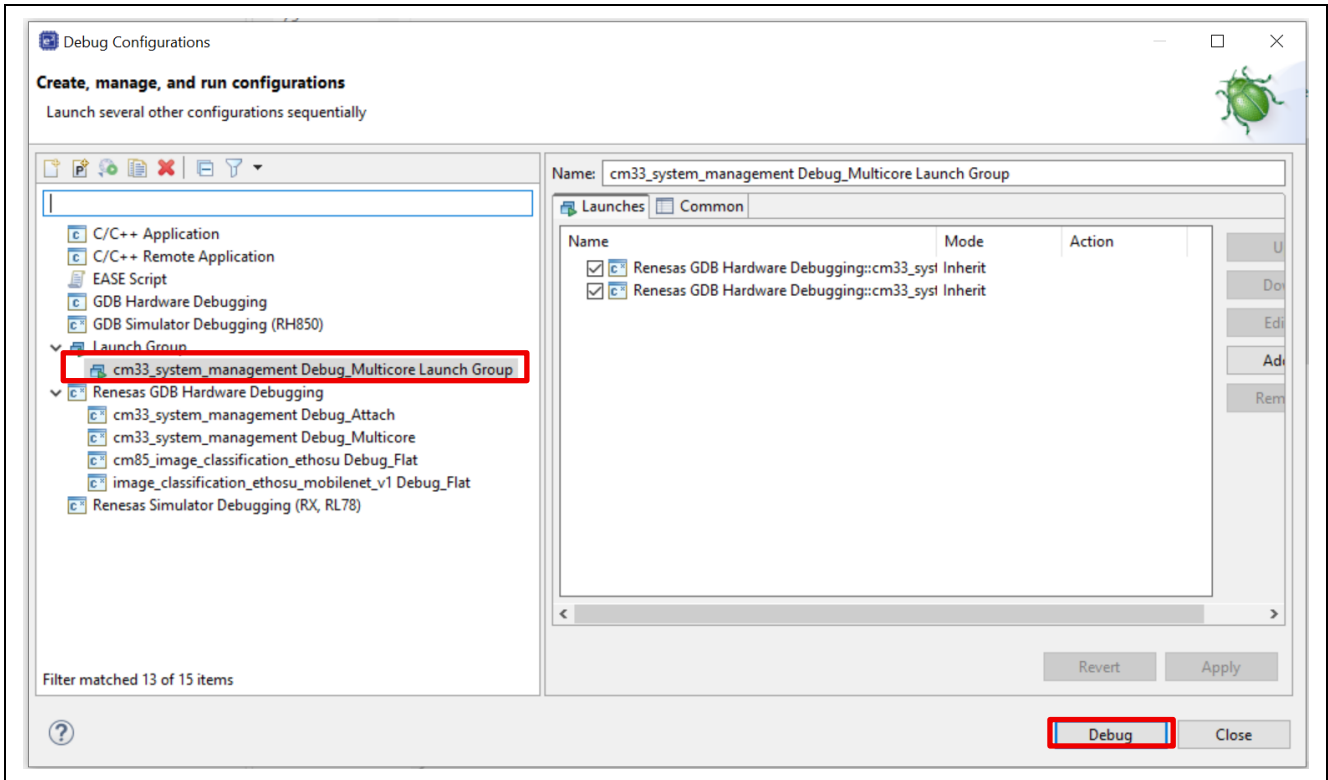 Debug Configurations
Create, manage, and run configurations
Launch several other configurations sequentially
Name: cm33_system_management Debug_Multicore Launch Group
Launches Common
C/C++ Application
C/C++ Remote Application
EASE Script
GDB Hardware Debugging
GDB Simulator Debugging (RH850)
Launch Group
cm33_system_management Debug_Multicore Launch Group
Renesas GDB Hardware Debugging
cm33_system_management Debug_Attach
cm33_system_management Debug_Multicore
cm85_image_classification_ethosu Debug_Flat
image_classification_ethosu_mobilenet_v1 Debug_Flat
Renesas Simulator Debugging (RX, RL78)
Filter matched 13 of 15 items
Name Mode Action
Renesas GDB Hardware Debugging::cm33_syst Inherit
Renesas GDB Hardware Debugging::cm33_syst Inherit
U
Do
Edi
Ad
Rem
Revert Apply
Debug Close